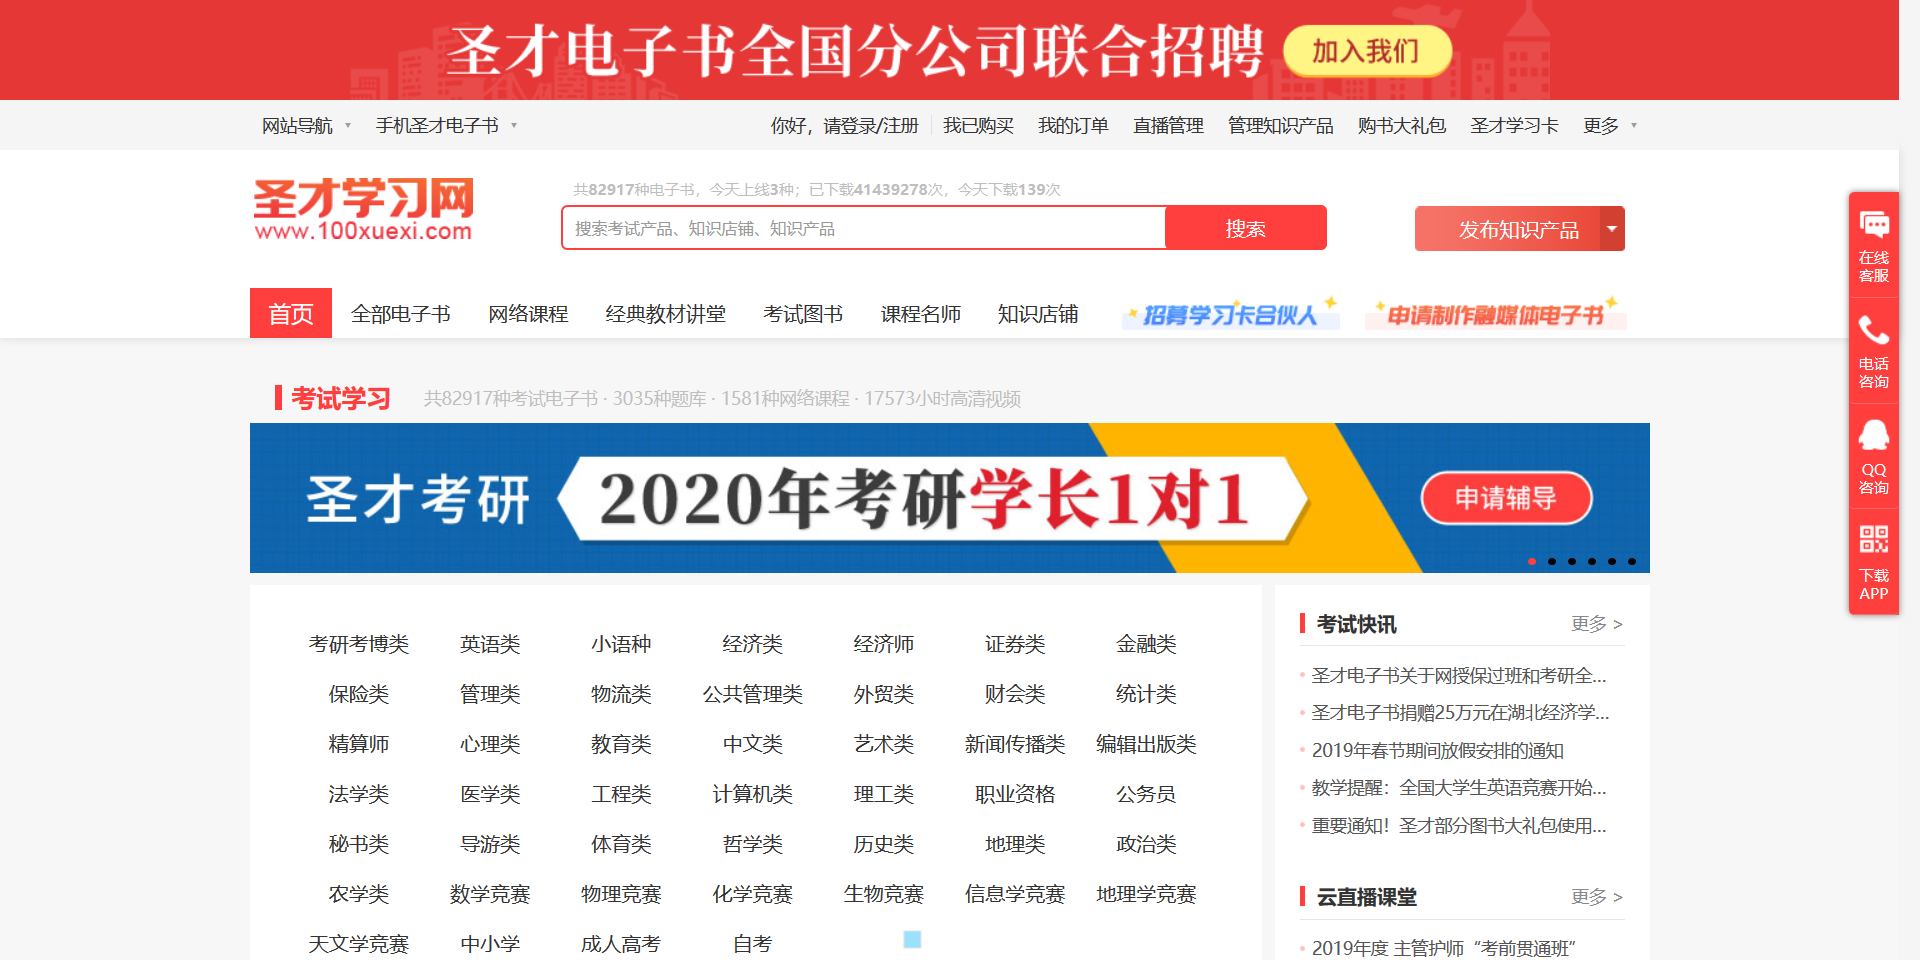 圣才电子书全国分公司联合招聘 加入我们
网站导航 手机圣才电子书 你好，请登录/注册 我已购买 我的订单 直播管理 管理知识产品 购书大礼包 圣才学习卡 更多
圣才学习网
www.100xuexi.com
共82917种电子书，今天上线3种；已下载41439278次，今天下载139次
搜索考试产品、知识店铺、知识产品 搜索
发布知识产品
首页 全部电子书 网络课程 经典教材讲堂 考试图书 课程名师 知识店铺 招募学习卡合伙人 申请制作融媒体电子书
考试学习 共82917种考试电子书 · 3035种题库 · 1581种网络课程 · 17573小时高清视频
圣才考研 2020年考研学长1对1 申请辅导
考研考博类 英语类 小语种 经济类 经济师 证券类 金融类
保险类 管理类 物流类 公共管理类 外贸类 财会类 统计类
精算师 心理类 教育类 中文类 艺术类 新闻传播类 编辑出版类
法学类 医学类 工程类 计算机类 理工类 职业资格 公务员
秘书类 导游类 体育类 哲学类 历史类 地理类 政治类
农学类 数学竞赛 物理竞赛 化学竞赛 生物竞赛 信息学竞赛 地理学竞赛
天文学竞赛 中小学 成人高考 自考
考试快讯 更多 >
圣才电子书关于网授保过班和考研全...
圣才电子书捐赠25万元在湖北经济学...
2019年春节期间放假安排的通知
教学提醒：全国大学生英语竞赛开始...
重要通知！圣才部分图书大礼包使用...
云直播课堂 更多 >
2019年度 主管护师“考前贯通班”
在线
客服
电话
咨询
QQ
咨询
下载
APP